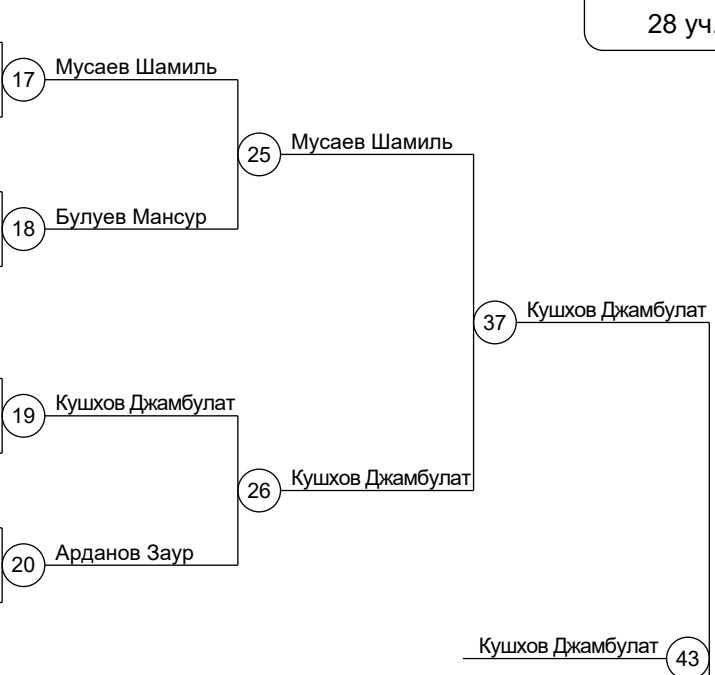 28 уч.
17 Мусаев Шамиль
25 Мусаев Шамиль
18 Булуев Мансур
37 Кушхов Джамбулат
19 Кушхов Джамбулат
26 Кушхов Джамбулат
20 Арданов Заур
Кушхов Джамбулат 43